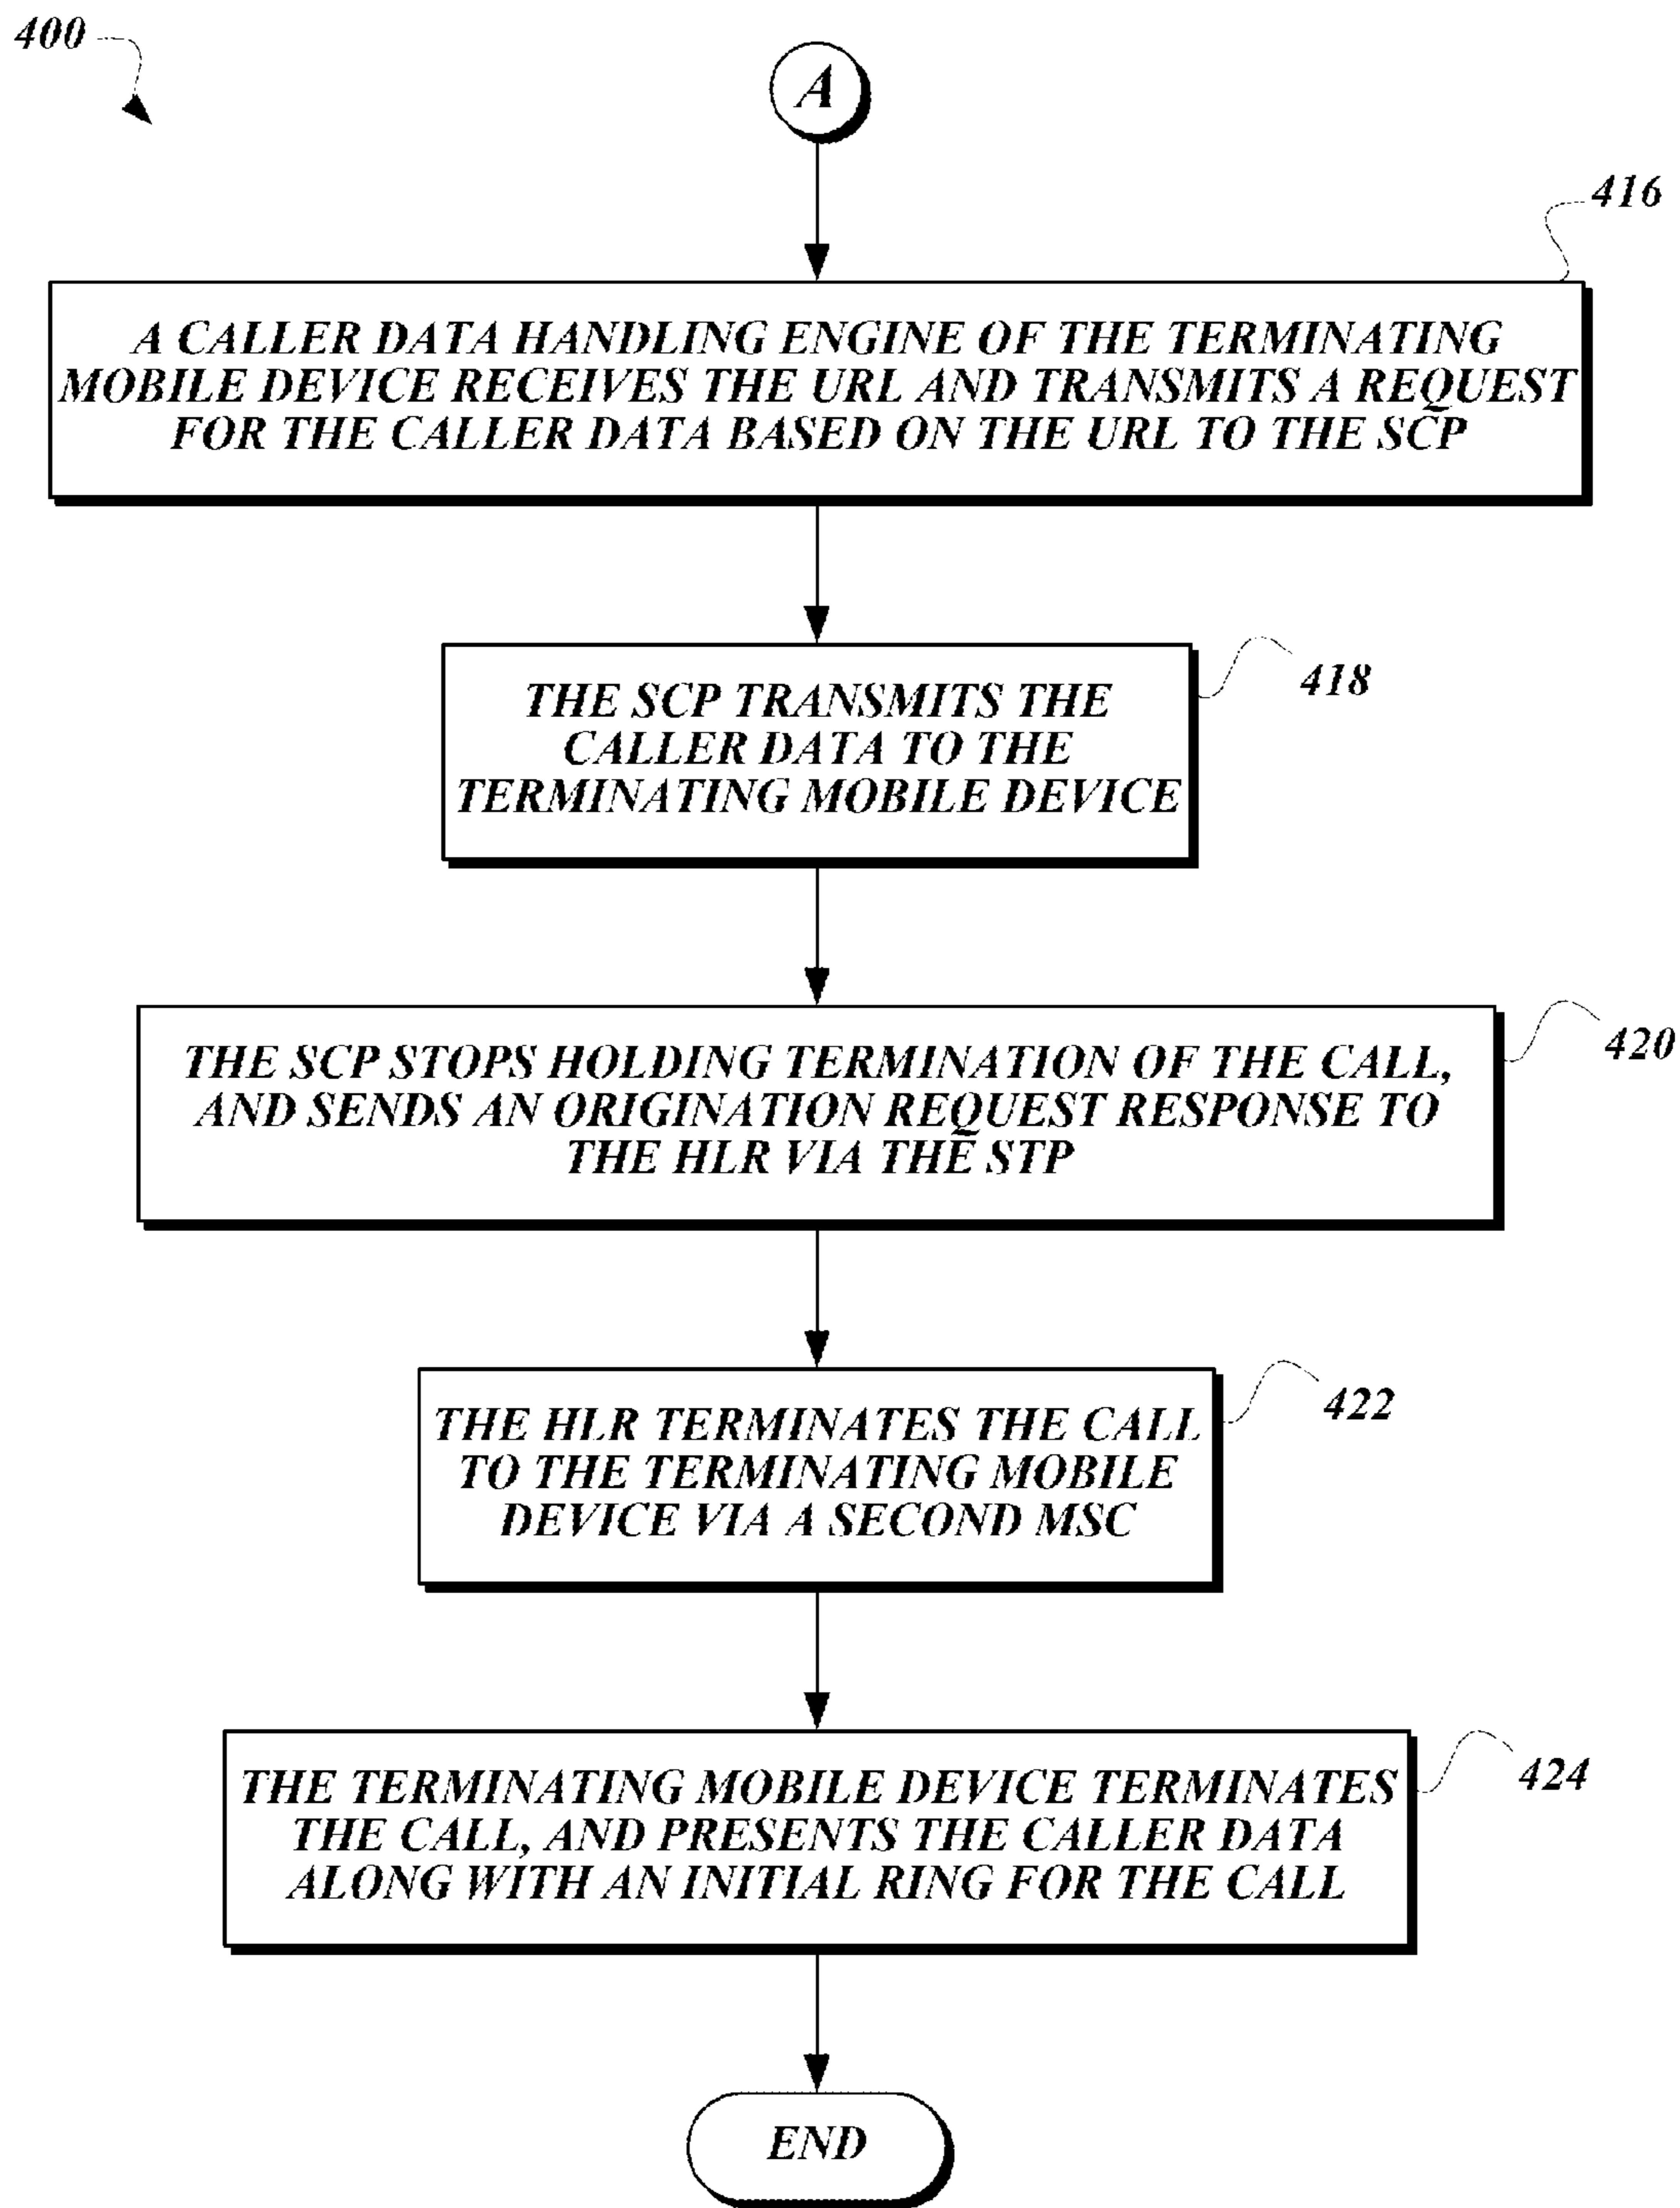 400
A
416
A CALLER DATA HANDLING ENGINE OF THE TERMINATING
MOBILE DEVICE RECEIVES THE URL AND TRANSMITS A REQUEST
FOR THE CALLER DATA BASED ON THE URL TO THE SCP
418
THE SCP TRANSMITS THE
CALLER DATA TO THE
TERMINATING MOBILE DEVICE
420
THE SCP STOPS HOLDING TERMINATION OF THE CALL,
AND SENDS AN ORIGINATION REQUEST RESPONSE TO
THE HLR VIA THE STP
422
THE HLR TERMINATES THE CALL
TO THE TERMINATING MOBILE
DEVICE VIA A SECOND MSC
424
THE TERMINATING MOBILE DEVICE TERMINATES
THE CALL, AND PRESENTS THE CALLER DATA
ALONG WITH AN INITIAL RING FOR THE CALL
END